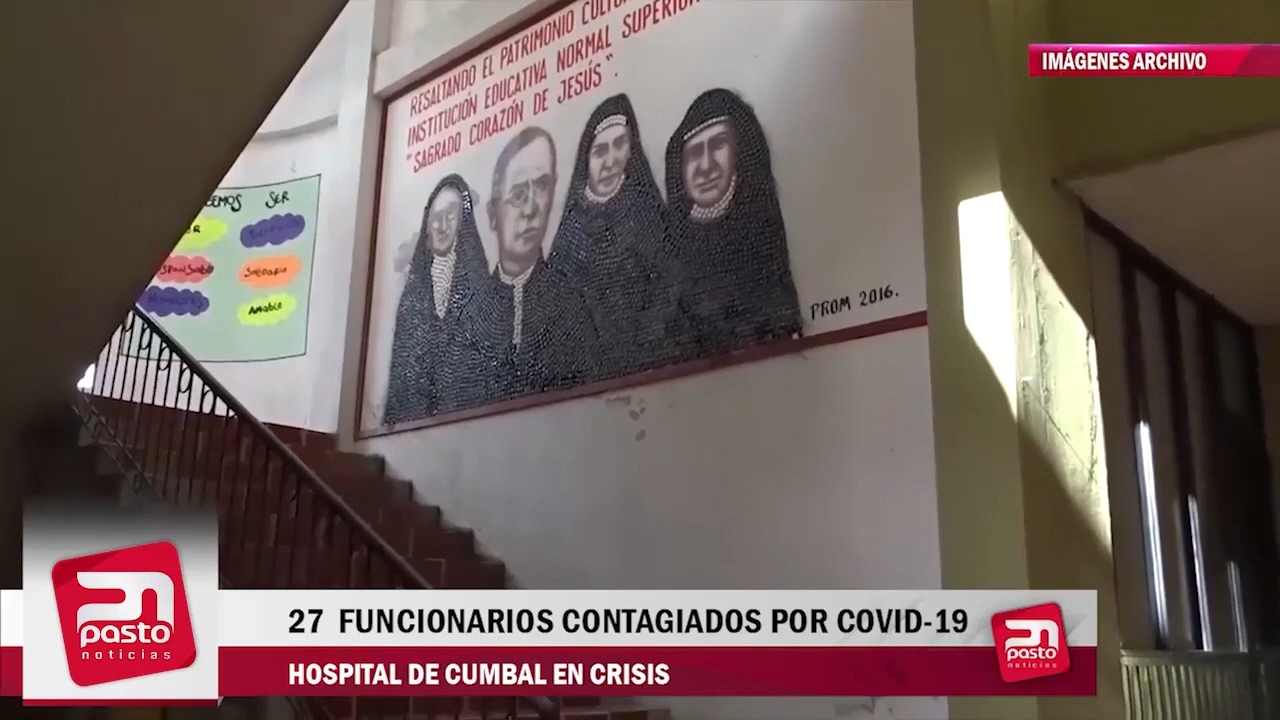 IMÁGENES ARCHIVO
RESALTANDO EL PATRIMONIO
INSTITUCIÓN EDUCATIVA NORMAL SUPERIOR
"SAGRADO CORAZÓN DE JESÚS".
SER
SOLIDARIO
AMABLE
PROM 2016.
27 FUNCIONARIOS CONTAGIADOS POR COVID-19
HOSPITAL DE CUMBAL EN CRISIS
pasto
noticias
pasto
noticias